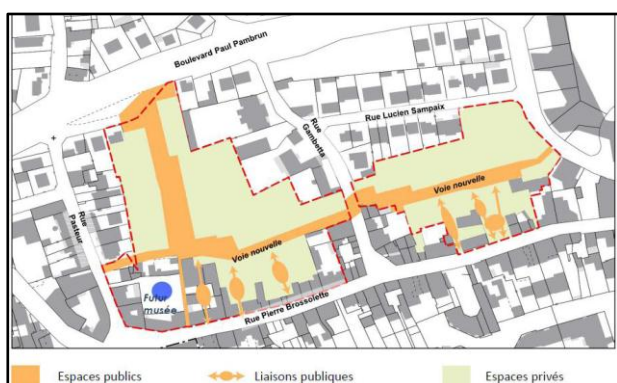 Boulevard Paul Pambrun
Rue Lucien Sampaix
Rue
Gambetta
Voie nouvelle
Rue
Pasteur
Voie nouvelle
Futur
musée
Rue Pierre Brossolette
Espaces publics
Liaisons publiques
Espaces privés